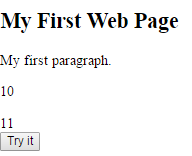 My First Web Page
My first paragraph.
10
11
Try it